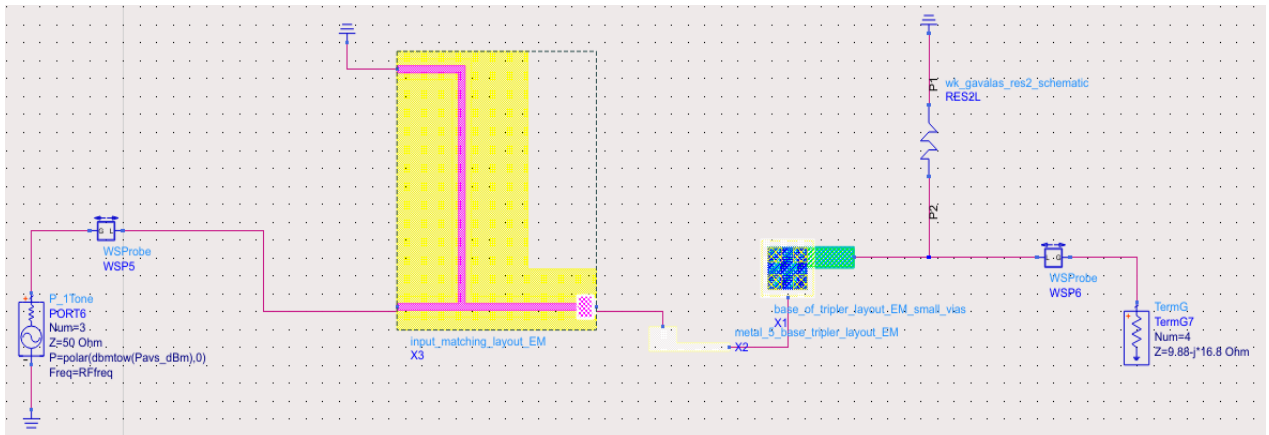 P1
wk_gavalas_res2_schematic
RES2L
P2
G L
WSProbe
WSP5
L G
WSProbe
WSP6
P_1Tone
PORT6
Num=3
Z=50 Ohm
P=polar(dbmtow(Pavs_dBm),0)
Freq=RFfreq
input_matching_layout_EM
X3
base_of_tripler_layout_EM_small_vias
X1
metal_5_base_tripler_layout_EM
X2
TermG
TermG7
Num=4
Z=9.88-j*16.8 Ohm